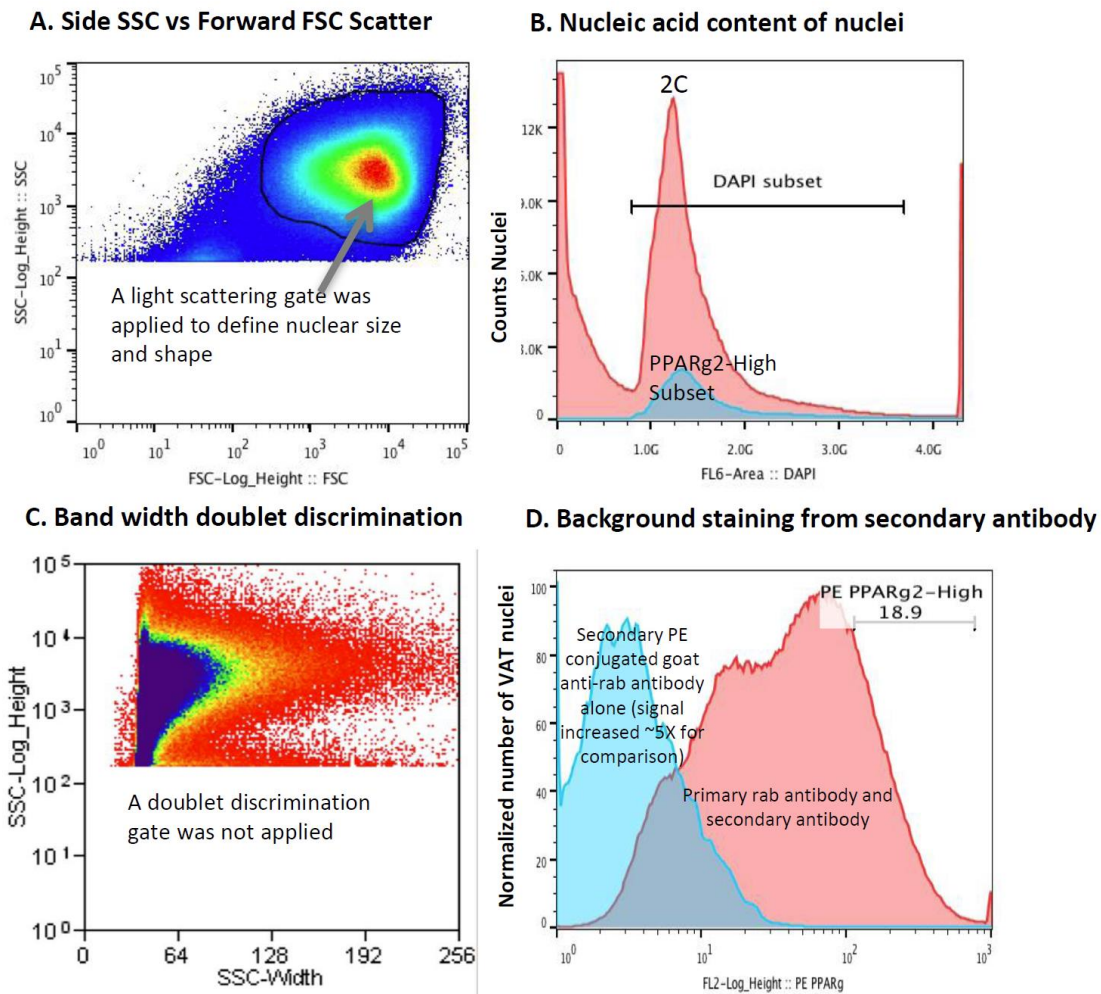 A. Side SSC vs Forward FSC Scatter
10^5
10^4
10^3
10^2
10^1
10^0
SSC-Log_Height :: SSC
A light scattering gate was
applied to define nuclear size
and shape
10^0 10^1 10^2 10^3 10^4 10^5
FSC-Log_Height :: FSC
B. Nucleic acid content of nuclei
2C
12K
9.0K
6.0K
3.0K
0
Counts Nuclei
DAPI subset
PPARg2-High
Subset
0 1.0G 2.0G 3.0G 4.0G
FL6-Area :: DAPI
C. Band width doublet discrimination
10^5
10^4
10^3
10^2
10^1
10^0
SSC-Log_Height
A doublet discrimination
gate was not applied
0 64 128 192 256
SSC-Width
D. Background staining from secondary antibody
100
80
60
40
20
0
Normalized number of VAT nuclei
PE PPARg2-High
18.9
Secondary PE
conjugated goat
anti-rab antibody
alone (signal
increased ~5X for
comparison)
Primary rab antibody and
secondary antibody
10^0 10^1 10^2 10^3
FL2-Log_Height :: PE PPARg